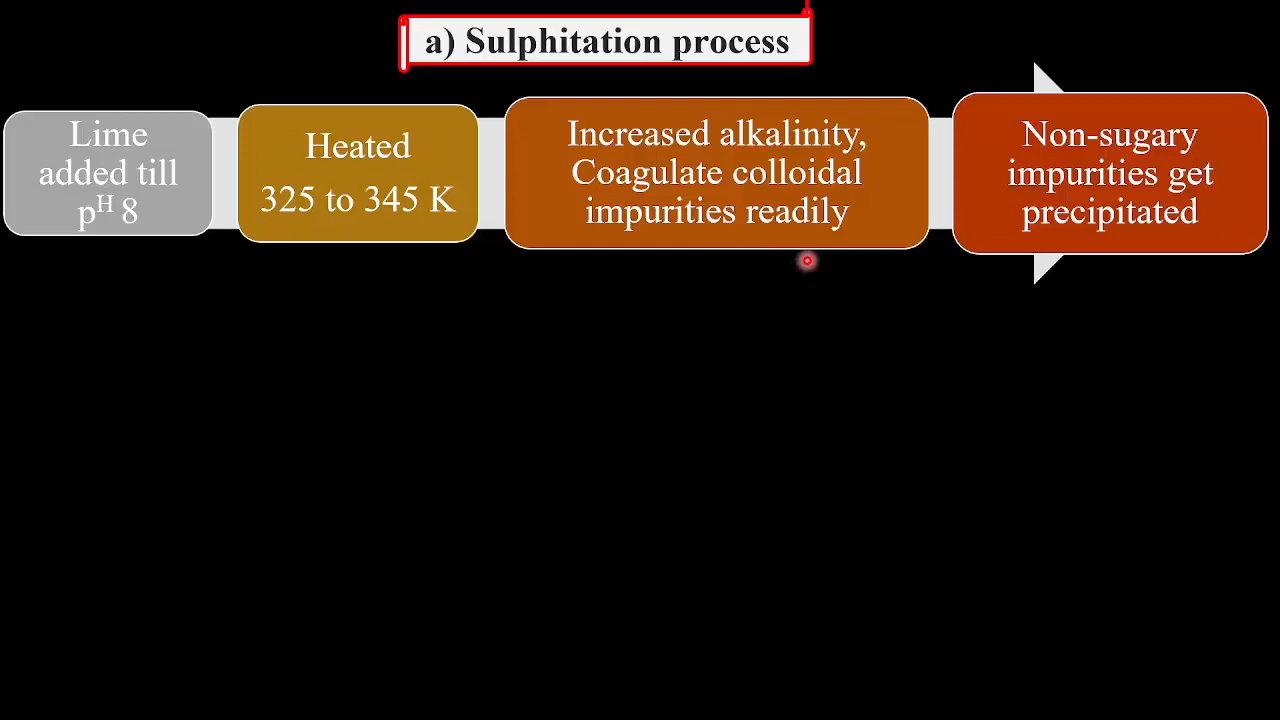 a) Sulphitation process
Lime
added till
pᴴ 8
Heated
325 to 345 K
Increased alkalinity,
Coagulate colloidal
impurities readily
Non-sugary
impurities get
precipitated